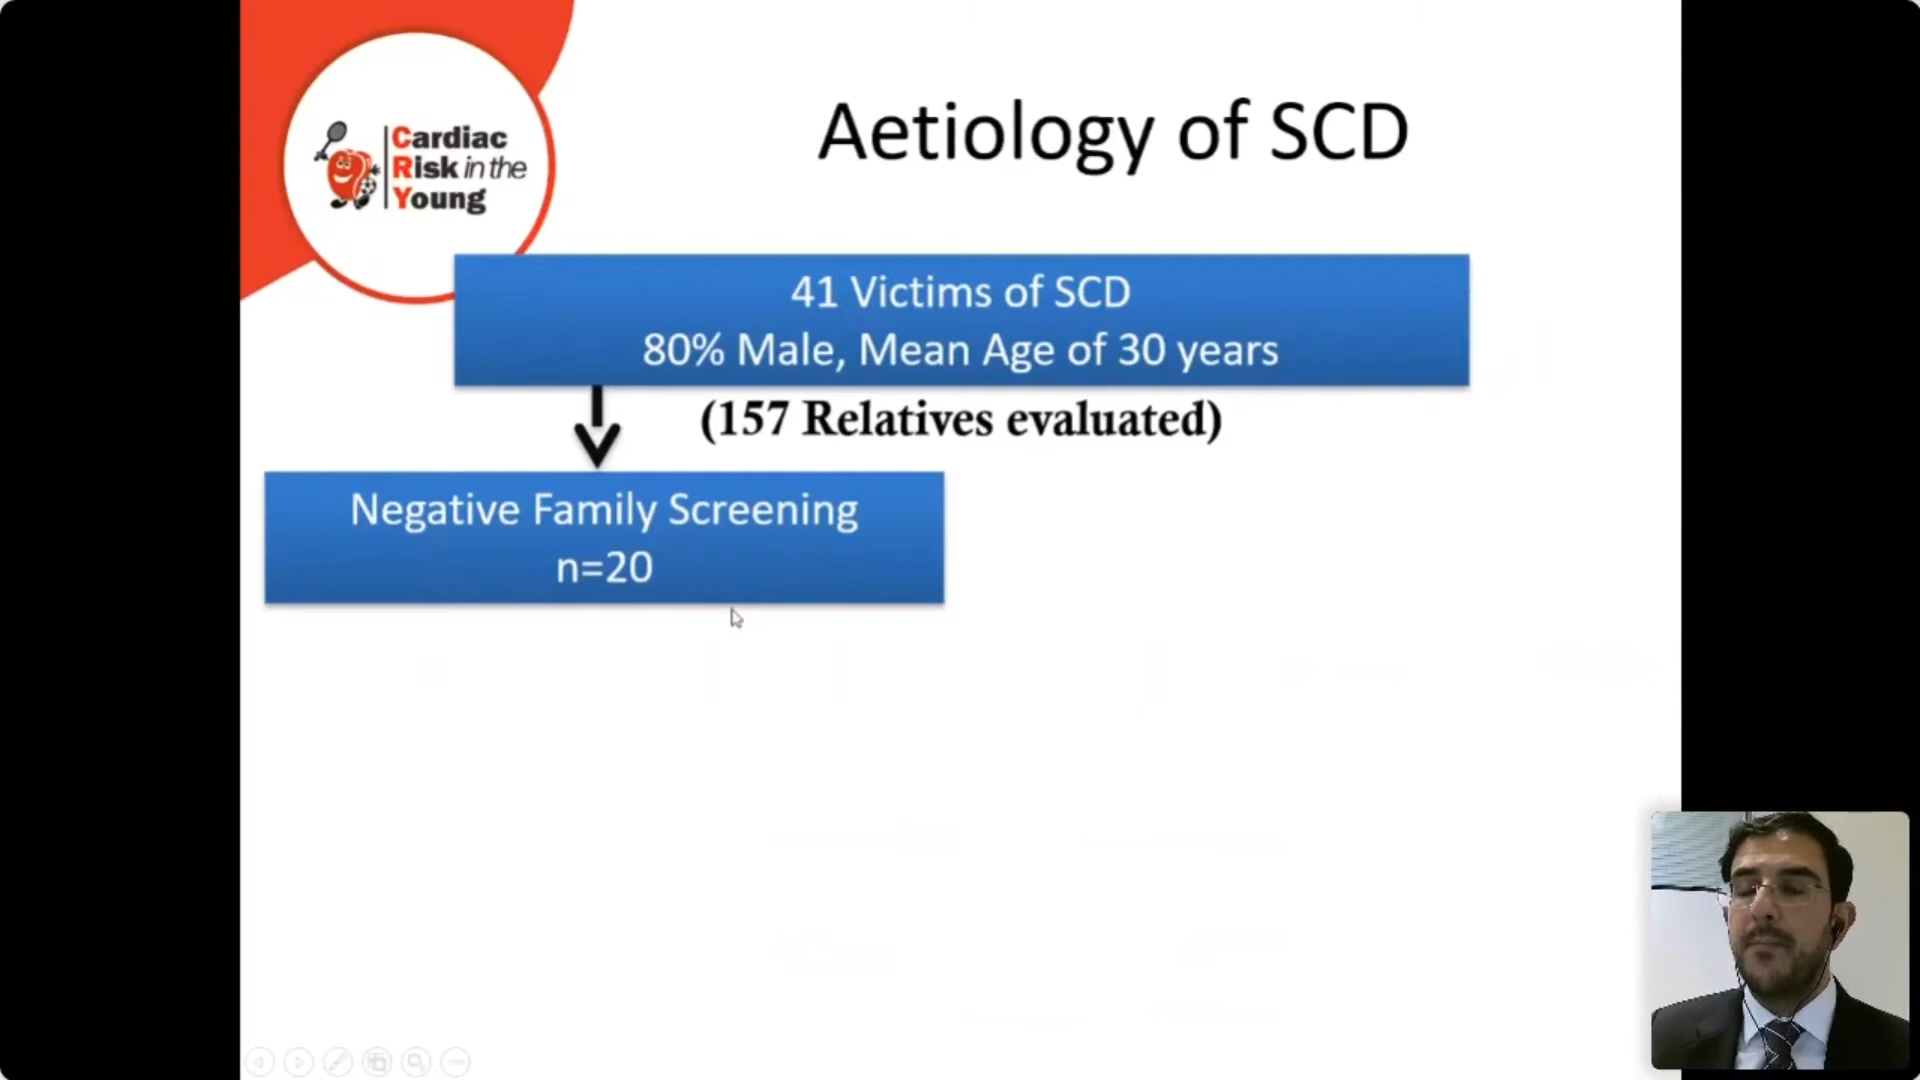 Cardiac
Risk in the
Young
Aetiology of SCD
41 Victims of SCD
80% Male, Mean Age of 30 years
(157 Relatives evaluated)
Negative Family Screening
n=20